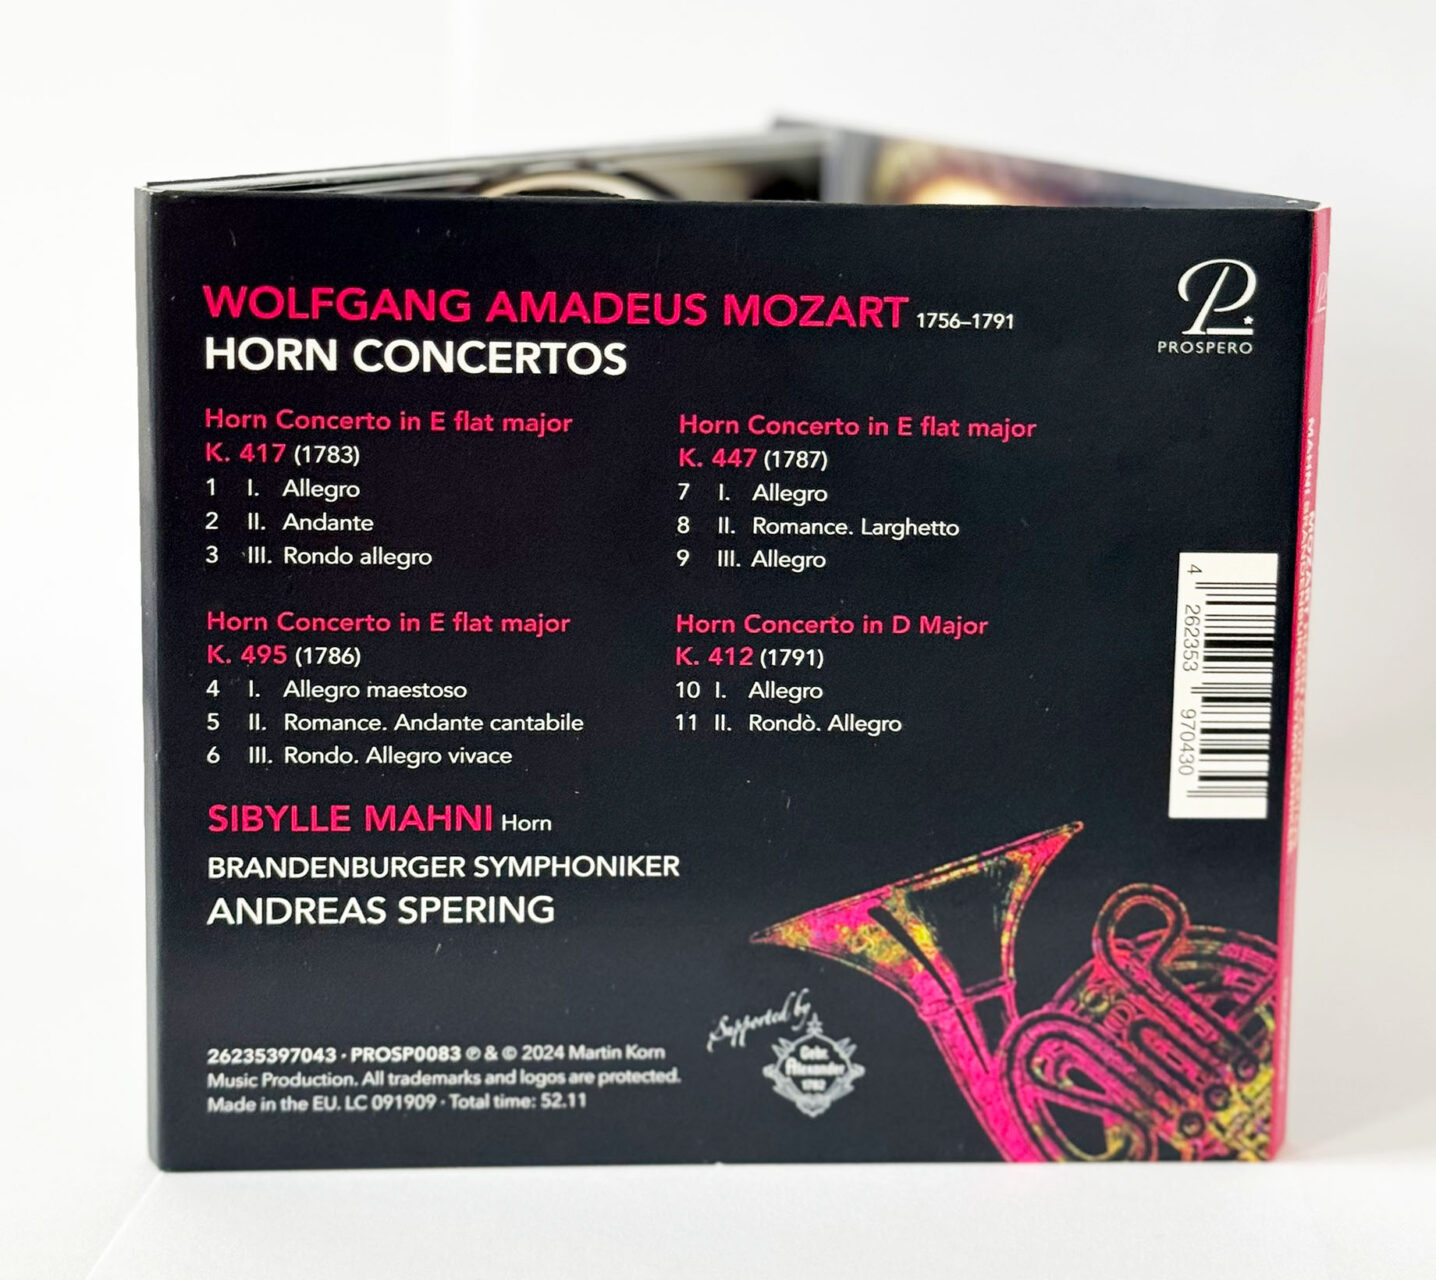 WOLFGANG AMADEUS MOZART 1756–1791
HORN CONCERTOS
PROSPERO
Horn Concerto in E flat major
K. 417 (1783)
1 I. Allegro
2 II. Andante
3 III. Rondo allegro
Horn Concerto in E flat major
K. 495 (1786)
4 I. Allegro maestoso
5 II. Romance. Andante cantabile
6 III. Rondo. Allegro vivace
Horn Concerto in E flat major
K. 447 (1787)
7 I. Allegro
8 II. Romance. Larghetto
9 III. Allegro
Horn Concerto in D Major
K. 412 (1791)
10 I. Allegro
11 II. Rondò. Allegro
4 262353 970430
SIBYLLE MAHNI Horn
BRANDENBURGER SYMPHONIKER
ANDREAS SPERING
26235397043 · PROSP0083 ℗ & © 2024 Martin Korn
Music Production. All trademarks and logos are protected.
Made in the EU. LC 091909 · Total time: 52.11
Supported by
Gebr.
Alexander
1782